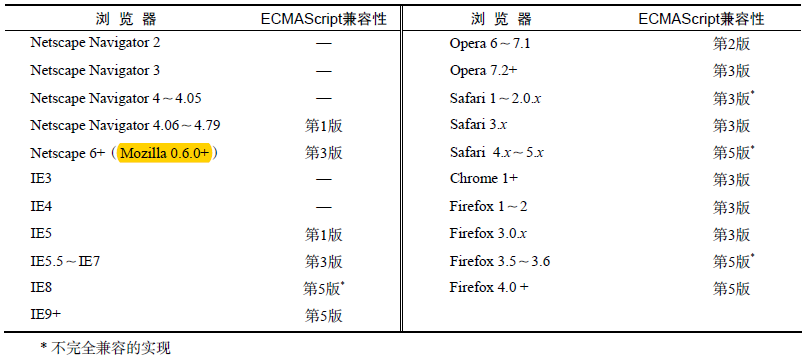 浏览器 ECMAScript兼容性 浏览器 ECMAScript兼容性
Netscape Navigator 2 — Opera 6～7.1 第2版
Netscape Navigator 3 — Opera 7.2+ 第3版
Netscape Navigator 4～4.05 — Safari 1～2.0.x 第3版*
Netscape Navigator 4.06～4.79 第1版 Safari 3.x 第3版
Netscape 6+（Mozilla 0.6.0+） 第3版 Safari 4.x～5.x 第5版*
IE3 — Chrome 1+ 第3版
IE4 — Firefox 1～2 第3版
IE5 第1版 Firefox 3.0.x 第3版
IE5.5～IE7 第3版 Firefox 3.5～3.6 第5版*
IE8 第5版* Firefox 4.0 + 第5版
IE9+ 第5版
* 不完全兼容的实现